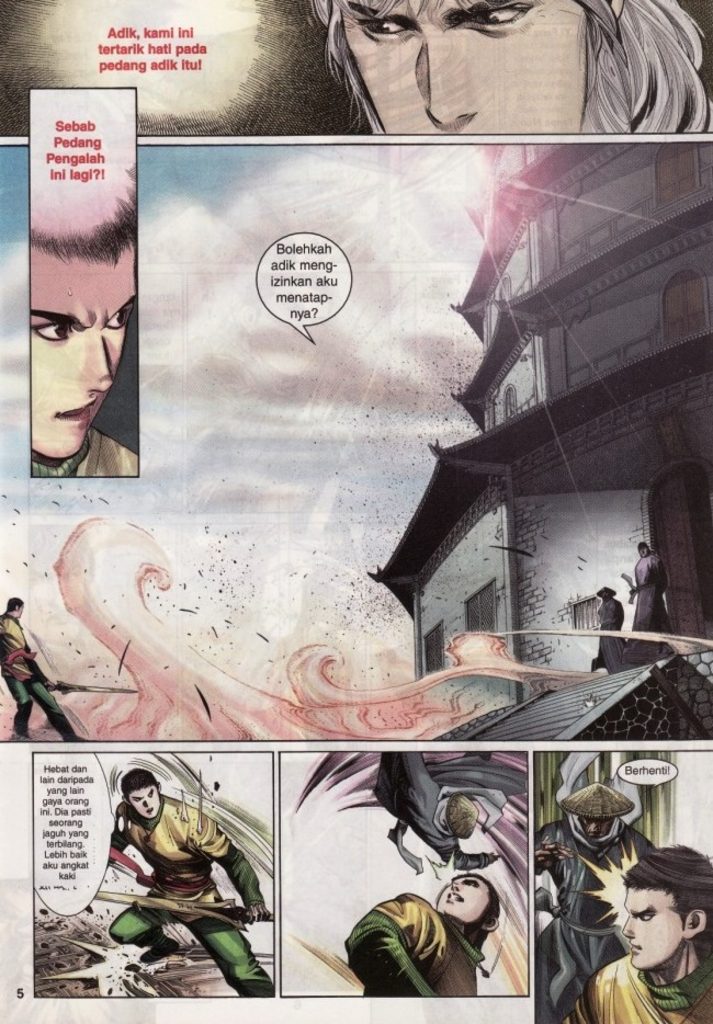 Adik, kami ini
tertarik hati pada
pedang adik itu!
Sebab
Pedang
Pengalah
ini lagi?!
Bolehkah
adik meng-
izinkan aku
menatap-
nya?
Hebat dan
lain daripada
yang lain
gaya orang
ini. Dia pasti
seorang
jaguh yang
terbilang.
Lebih baik
aku angkat
kaki
Berhenti!
5